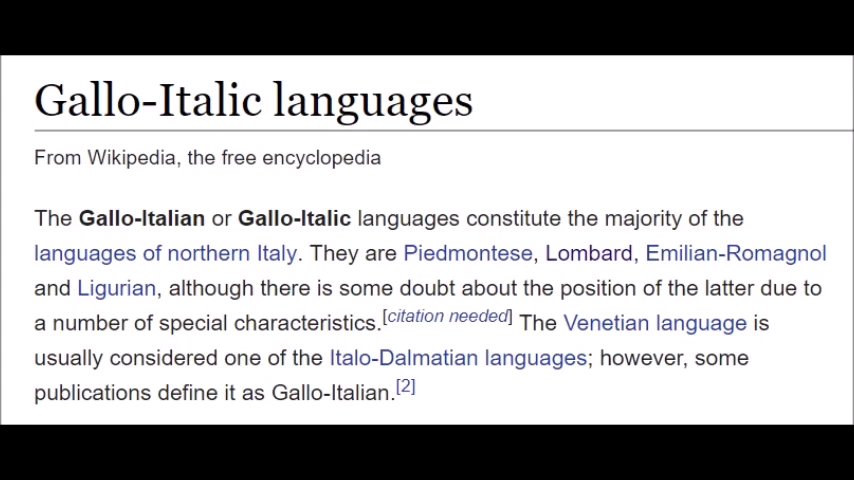 Gallo-Italic languages
From Wikipedia, the free encyclopedia
The Gallo-Italian or Gallo-Italic languages constitute the majority of the
languages of northern Italy. They are Piedmontese, Lombard, Emilian-Romagnol
and Ligurian, although there is some doubt about the position of the latter due to
a number of special characteristics.[citation needed] The Venetian language is
usually considered one of the Italo-Dalmatian languages; however, some
publications define it as Gallo-Italian.[2]